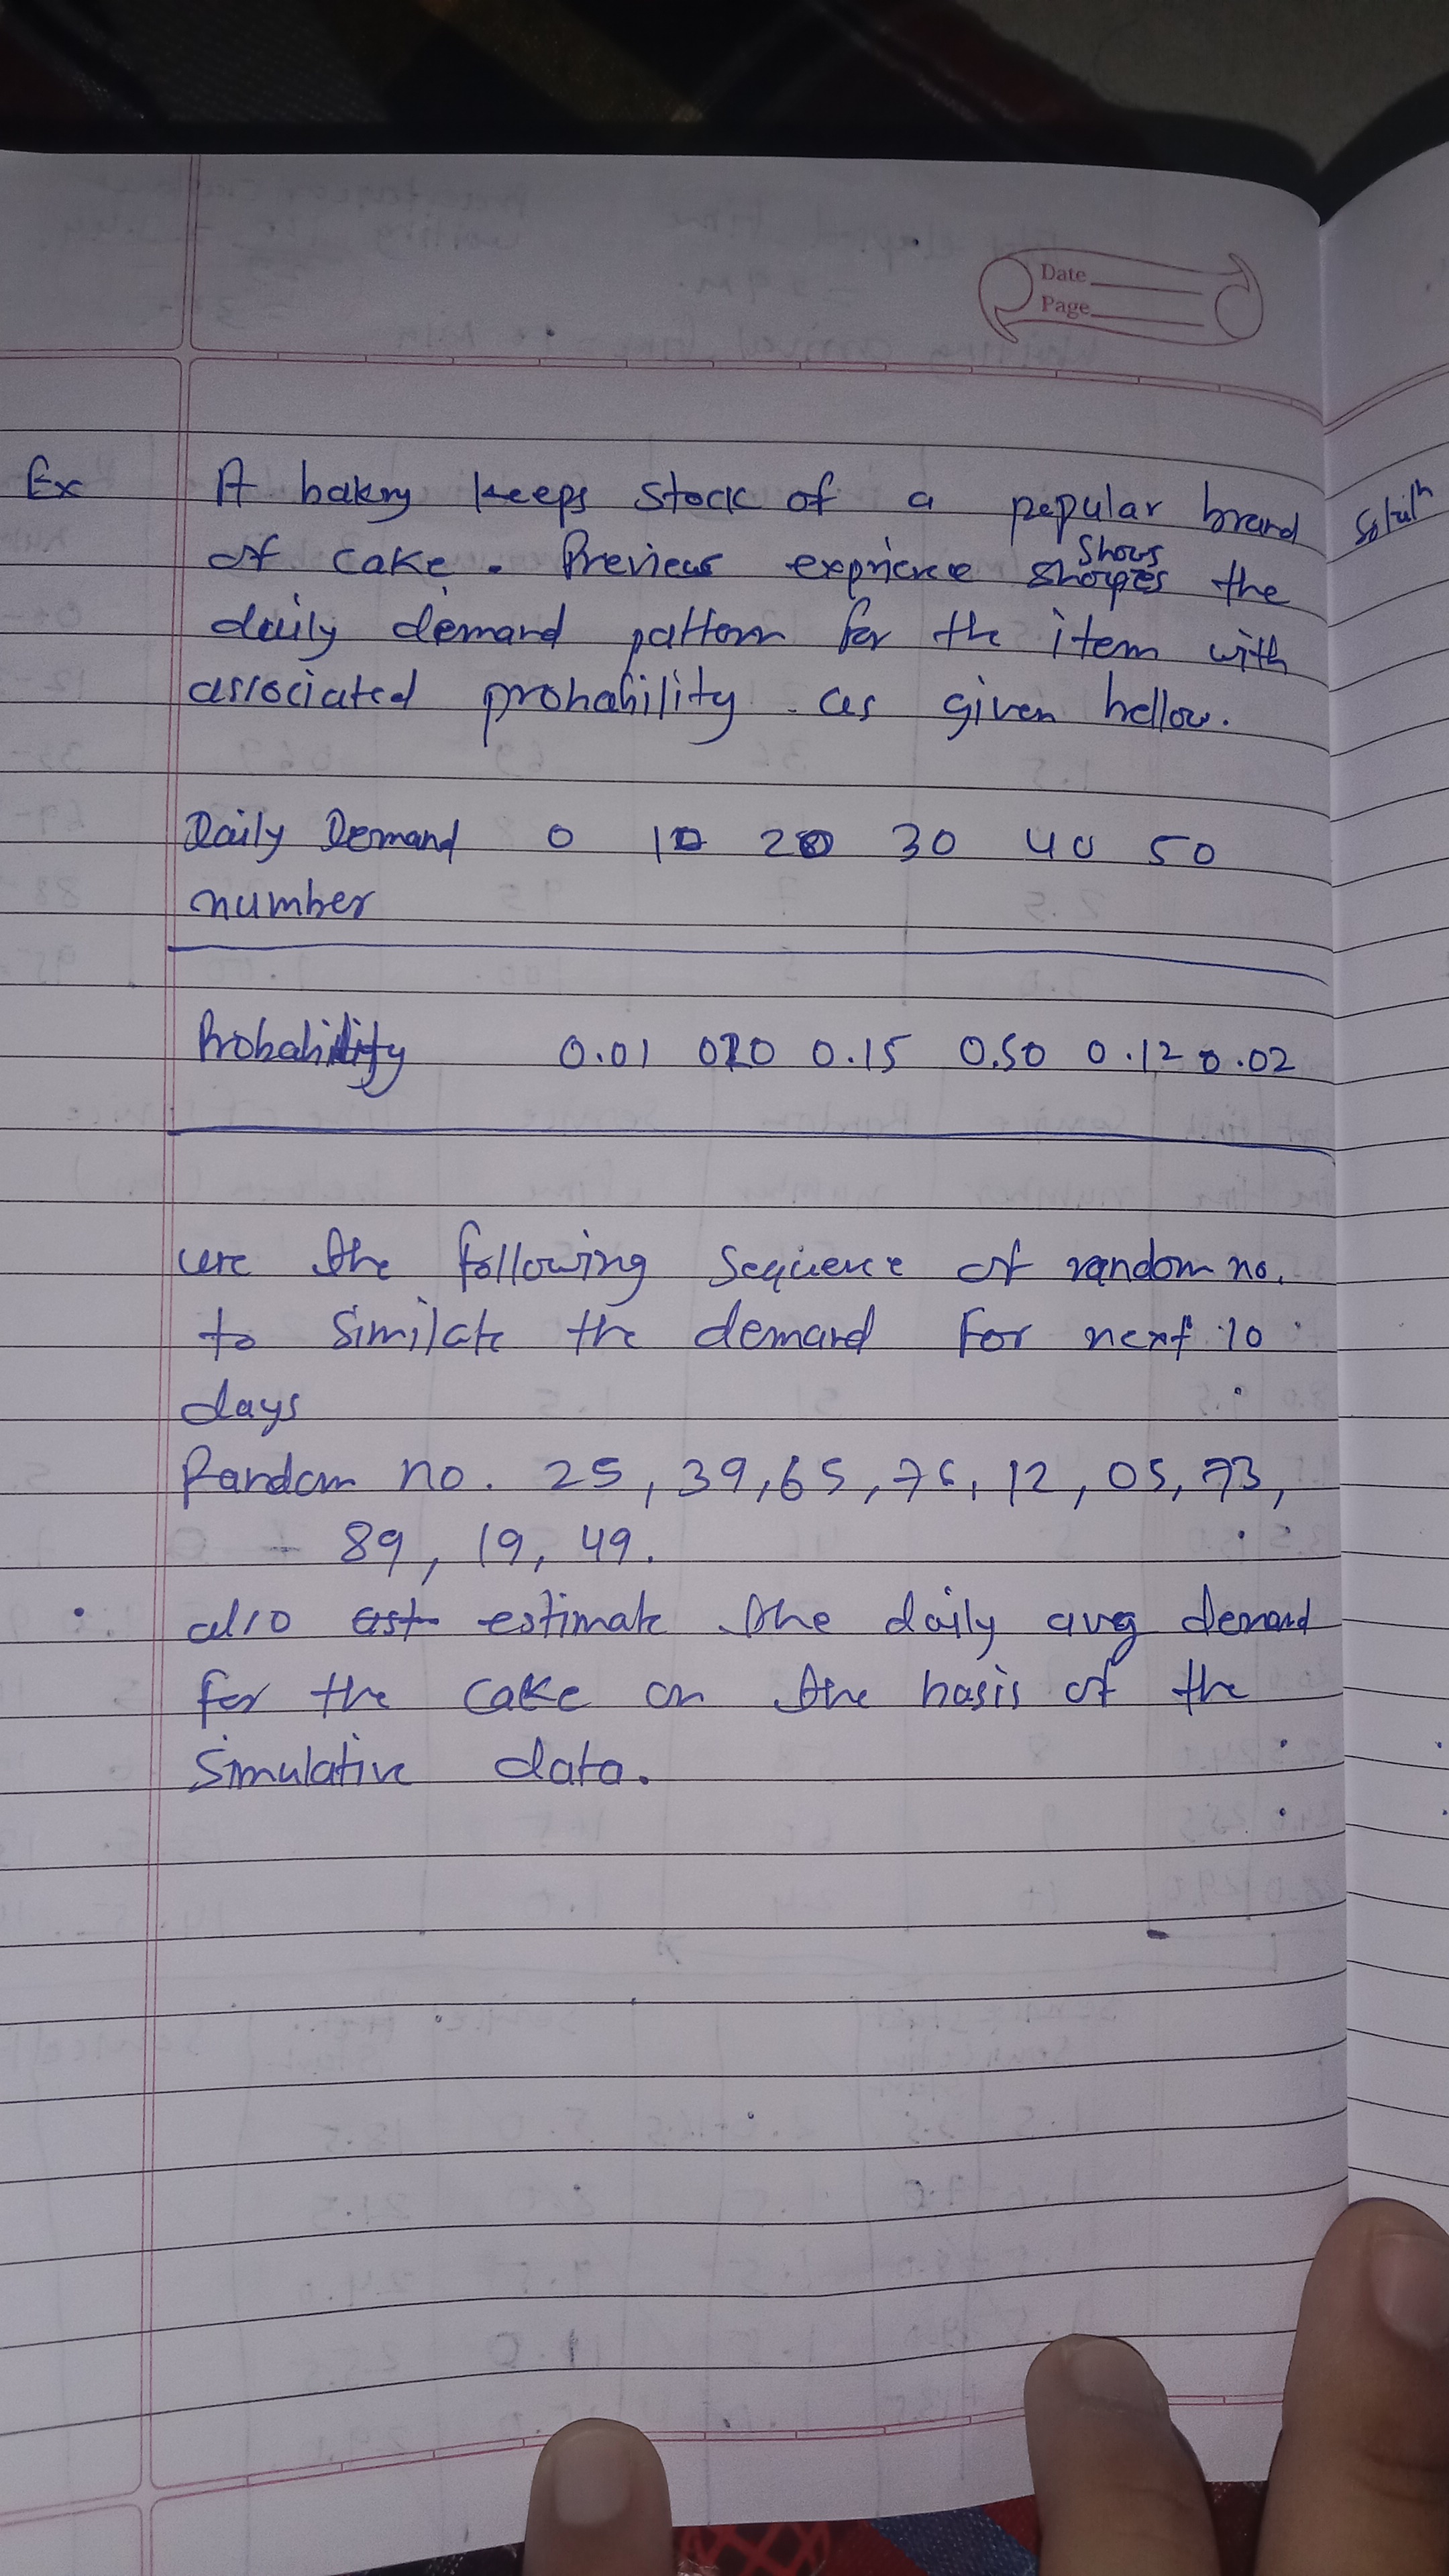 Date
Page
Ex A bakry keeps stock of a popular brand
of cake. Previous exprience shows the
daily demand pattern for the item with
associated probability as given bellow.
Daily Demand 0 10 20 30 40 50
number
Probability 0.01 020 0.15 0.50 0.12 0.02
use the following sequence of random no.
to Similate the demand for next 10
days
Random no. 25, 39, 65, 76, 12, 05, 73,
89, 19, 49.
also estimate the daily avg demand
for the cake on the basis of the
Simulative data.